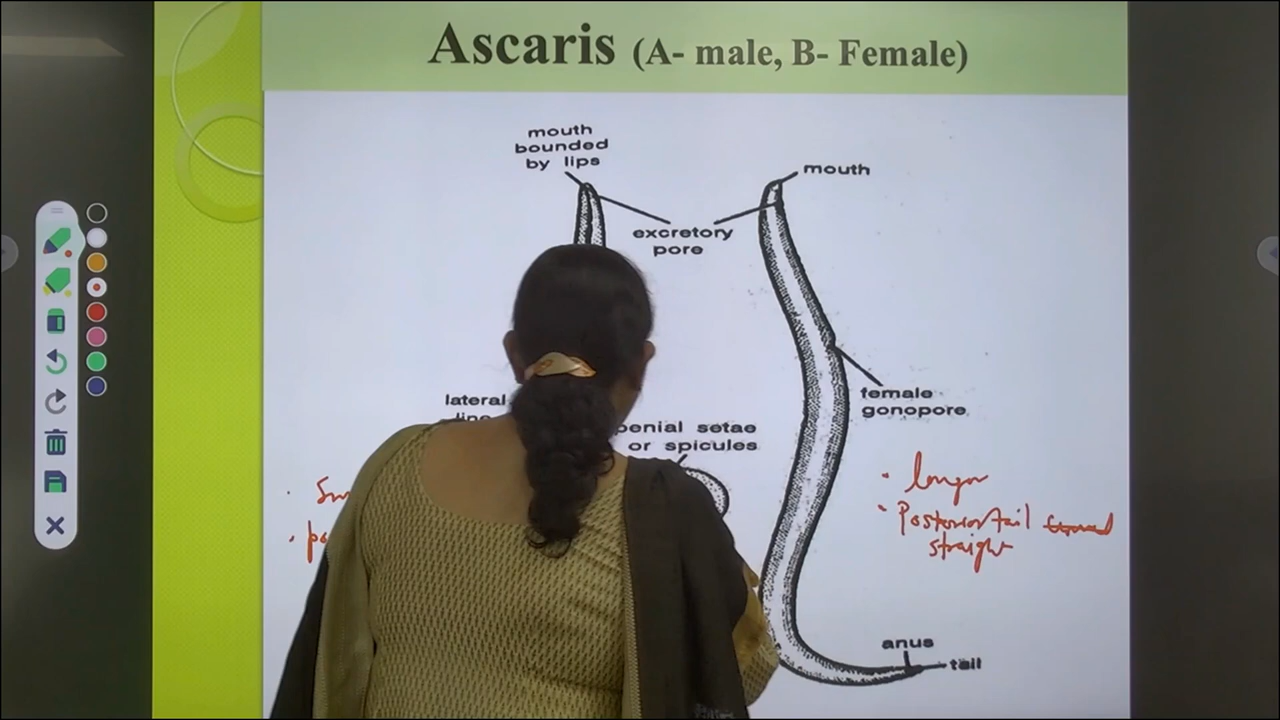 Ascaris (A- male, B- Female)
mouth
bounded
by lips
mouth
excretory
pore
female
gonopore
lateral
line
penial setae
or spicules
longer
Posterior tail
straight
anus
tail